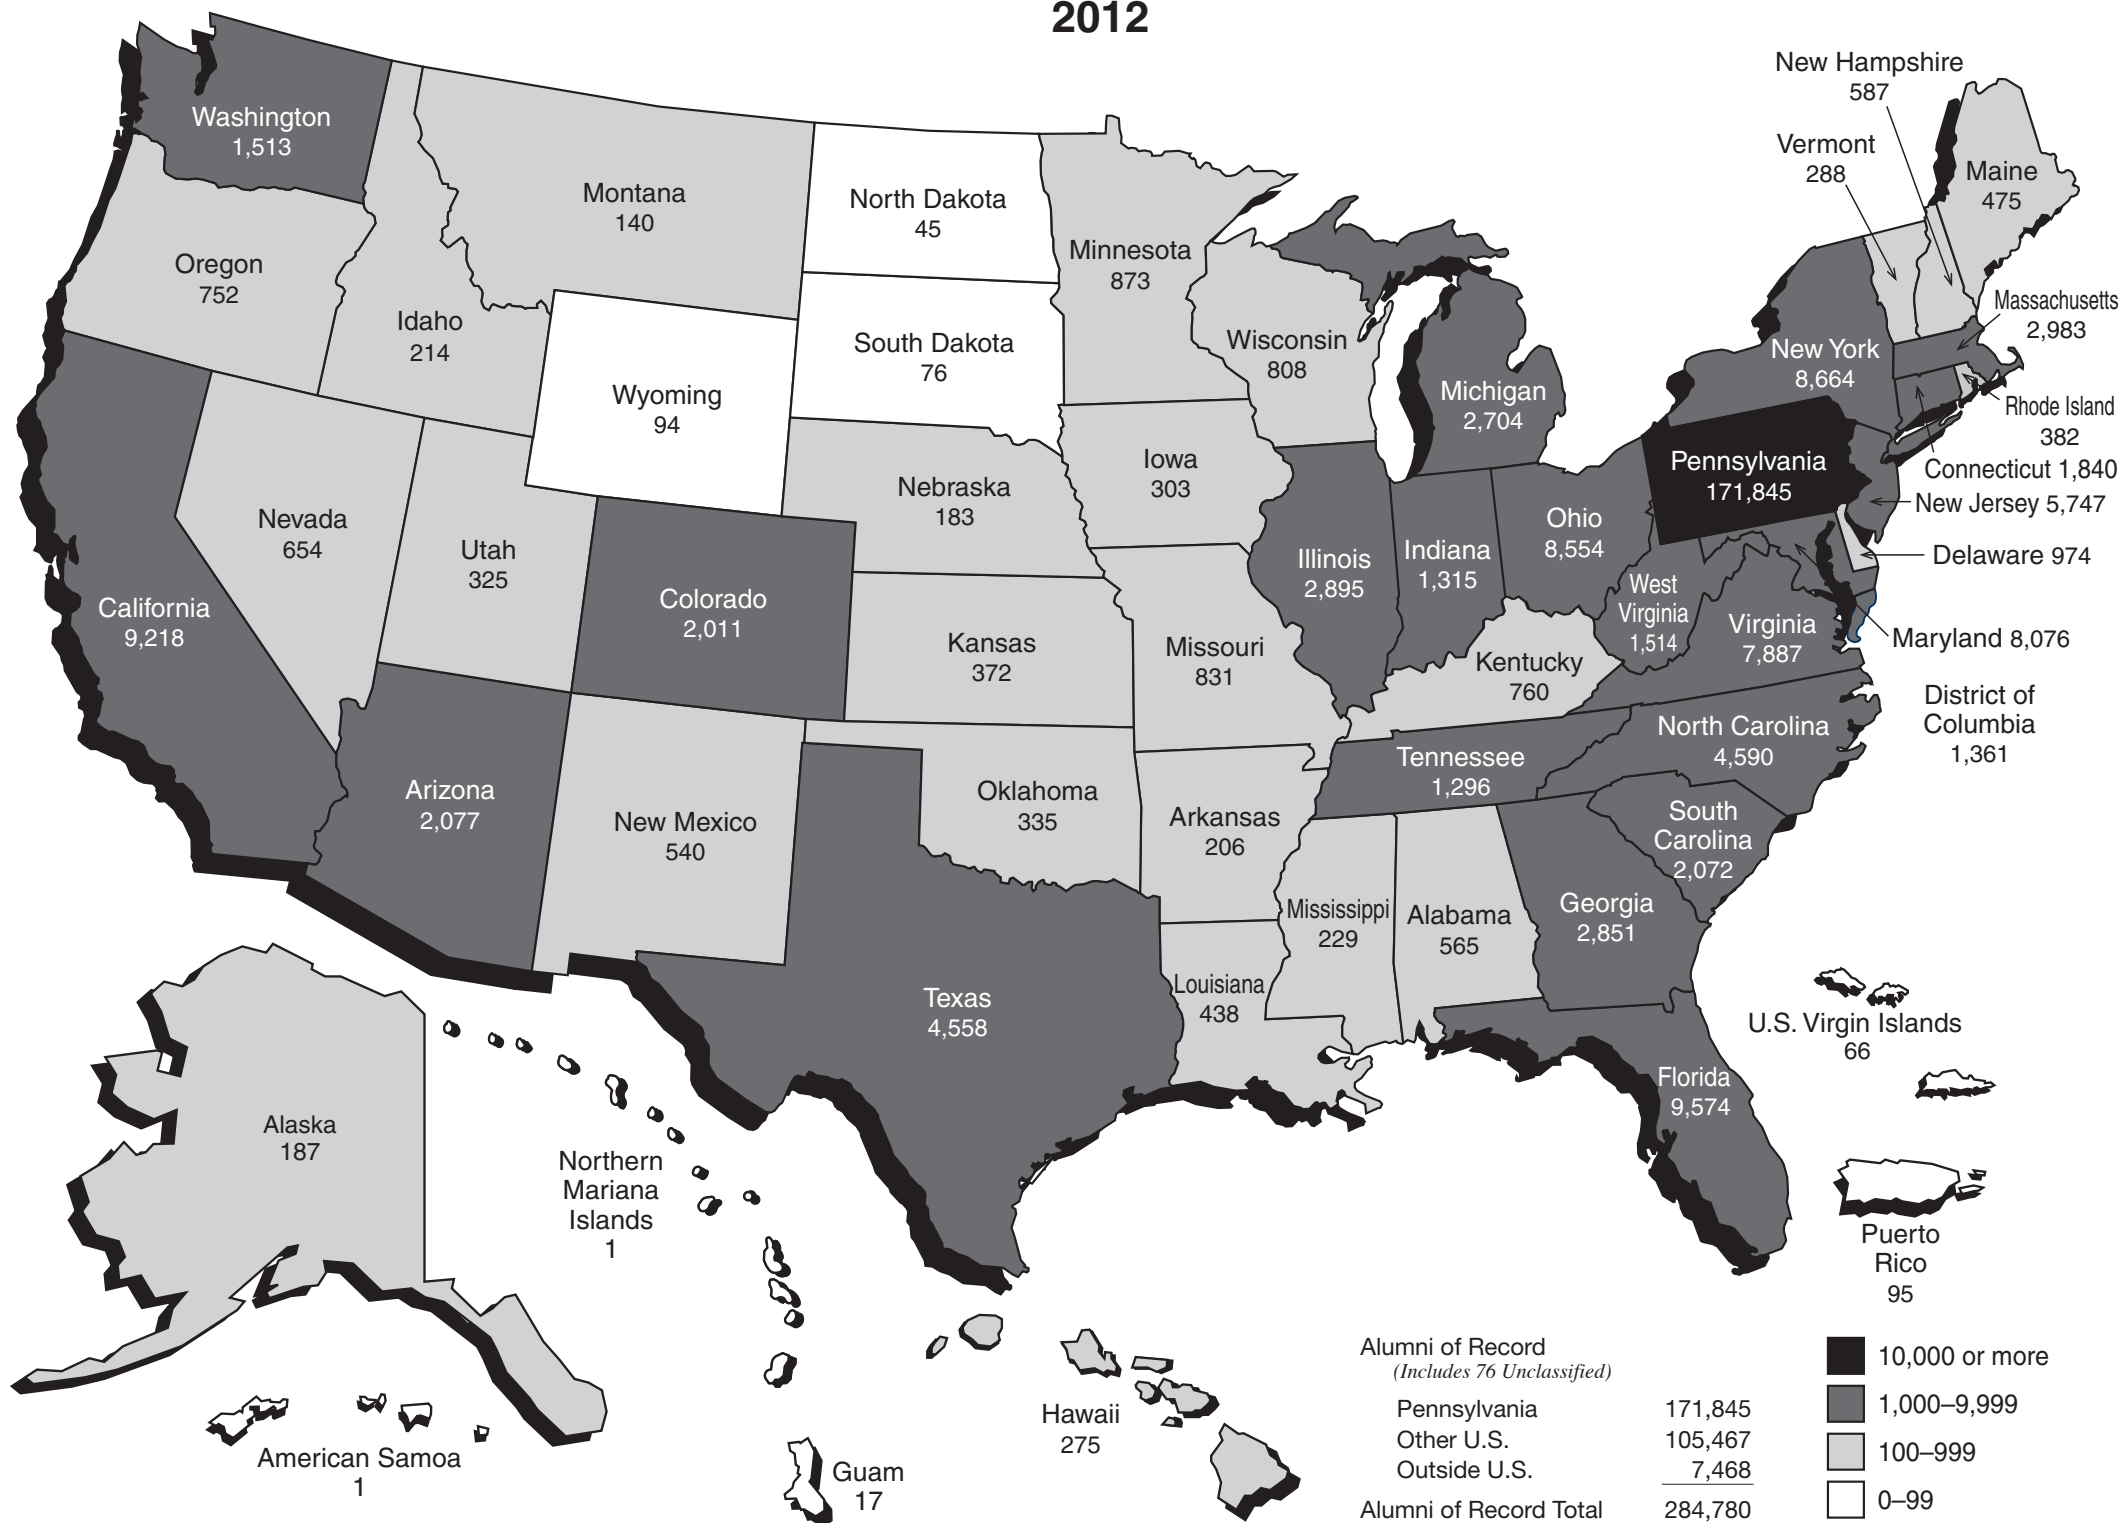 2012
New Hampshire
587
Vermont
288
Maine
475
Massachusetts
2,983
Rhode Island
382
Connecticut 1,840
New Jersey 5,747
Delaware 974
Maryland 8,076
District of
Columbia
1,361
Washington
1,513
Oregon
752
Idaho
214
Montana
140
North Dakota
45
South Dakota
76
Wyoming
94
Minnesota
873
Wisconsin
808
Michigan
2,704
New York
8,664
Pennsylvania
171,845
California
9,218
Nevada
654
Utah
325
Colorado
2,011
Nebraska
183
Iowa
303
Kansas
372
Missouri
831
Illinois
2,895
Indiana
1,315
Ohio
8,554
West
Virginia
1,514
Virginia
7,887
Kentucky
760
North Carolina
4,590
Tennessee
1,296
South
Carolina
2,072
Arizona
2,077
New Mexico
540
Oklahoma
335
Arkansas
206
Mississippi
229
Alabama
565
Georgia
2,851
Louisiana
438
Texas
4,558
Florida
9,574
U.S. Virgin Islands
66
Puerto
Rico
95
Alaska
187
Northern
Mariana
Islands
1
American Samoa
1
Guam
17
Hawaii
275
Alumni of Record
(Includes 76 Unclassified)
Pennsylvania 171,845
Other U.S. 105,467
Outside U.S. 7,468
Alumni of Record Total 284,780
10,000 or more
1,000–9,999
100–999
0–99